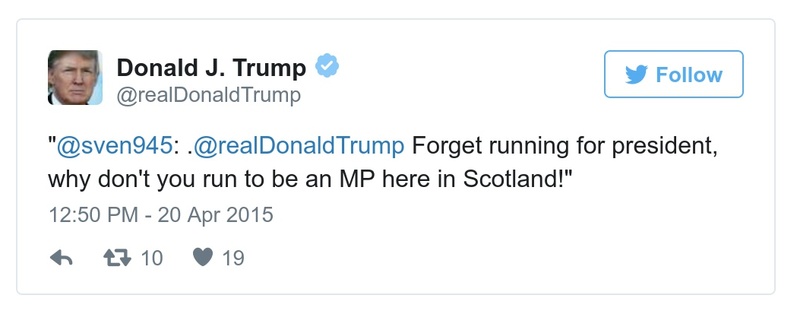 Donald J. Trump
@realDonaldTrump
Follow
"@sven945: .@realDonaldTrump Forget running for president,
why don't you run to be an MP here in Scotland!"
12:50 PM - 20 Apr 2015
10 19